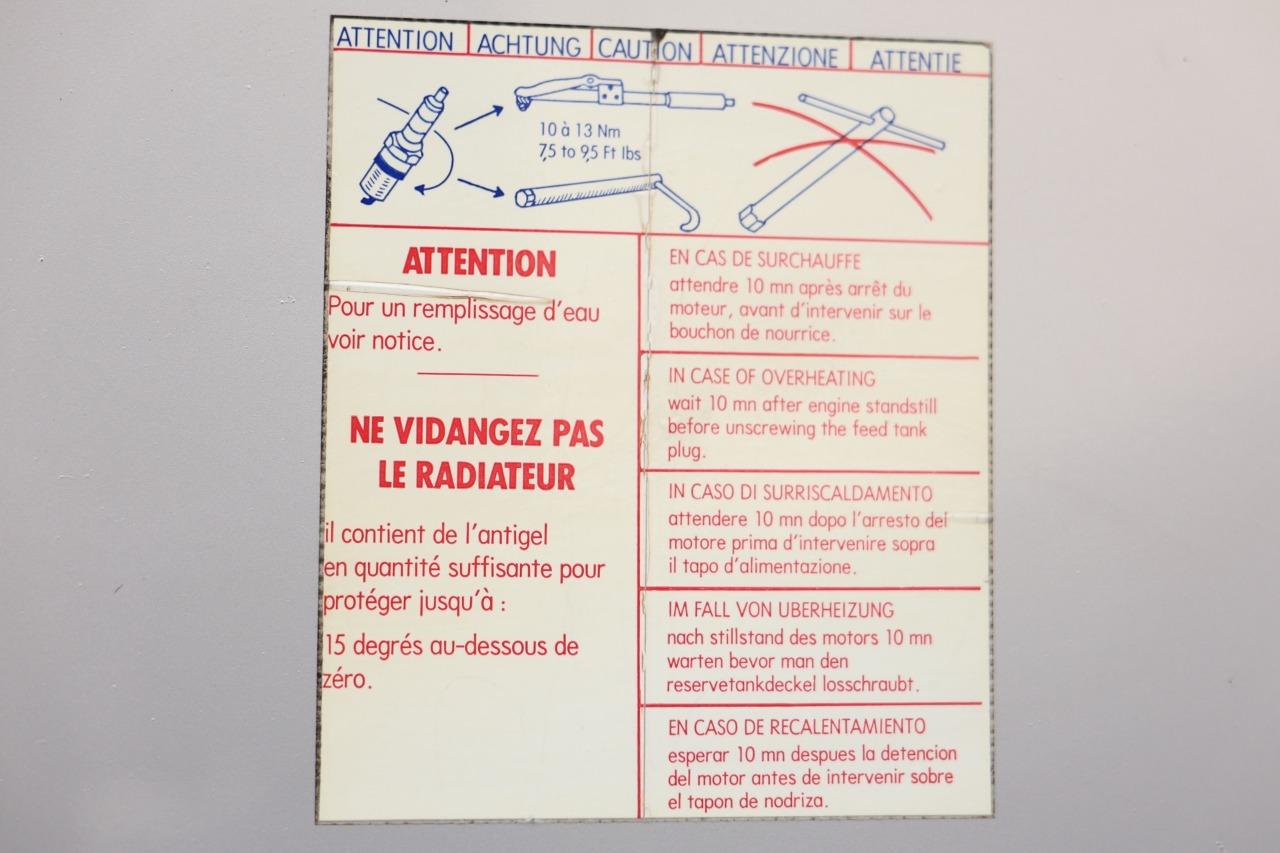 ATTENTION ACHTUNG CAUTION ATTENZIONE ATTENTIE
10 à 13 Nm
7,5 to 9,5 Ft lbs
ATTENTION
Pour un remplissage d'eau
voir notice.
NE VIDANGEZ PAS
LE RADIATEUR
il contient de l'antigel
en quantité suffisante pour
protéger jusqu'à :
15 degrés au-dessous de
zéro.
EN CAS DE SURCHAUFFE
attendre 10 mn après arrêt du
moteur, avant d'intervenir sur le
bouchon de nourrice.
IN CASE OF OVERHEATING
wait 10 mn after engine standstill
before unscrewing the feed tank
plug.
IN CASO DI SURRISCALDAMENTO
attendere 10 mn dopo l'arresto del
motore prima d'intervenire sopra
il tapo d'alimentazione.
IM FALL VON UBERHEIZUNG
nach stillstand des motors 10 mn
warten bevor man den
reservetankdeckel losschraubt.
EN CASO DE RECALENTAMIENTO
esperar 10 mn despues la detencion
del motor antes de intervenir sobre
el tapon de nodriza.